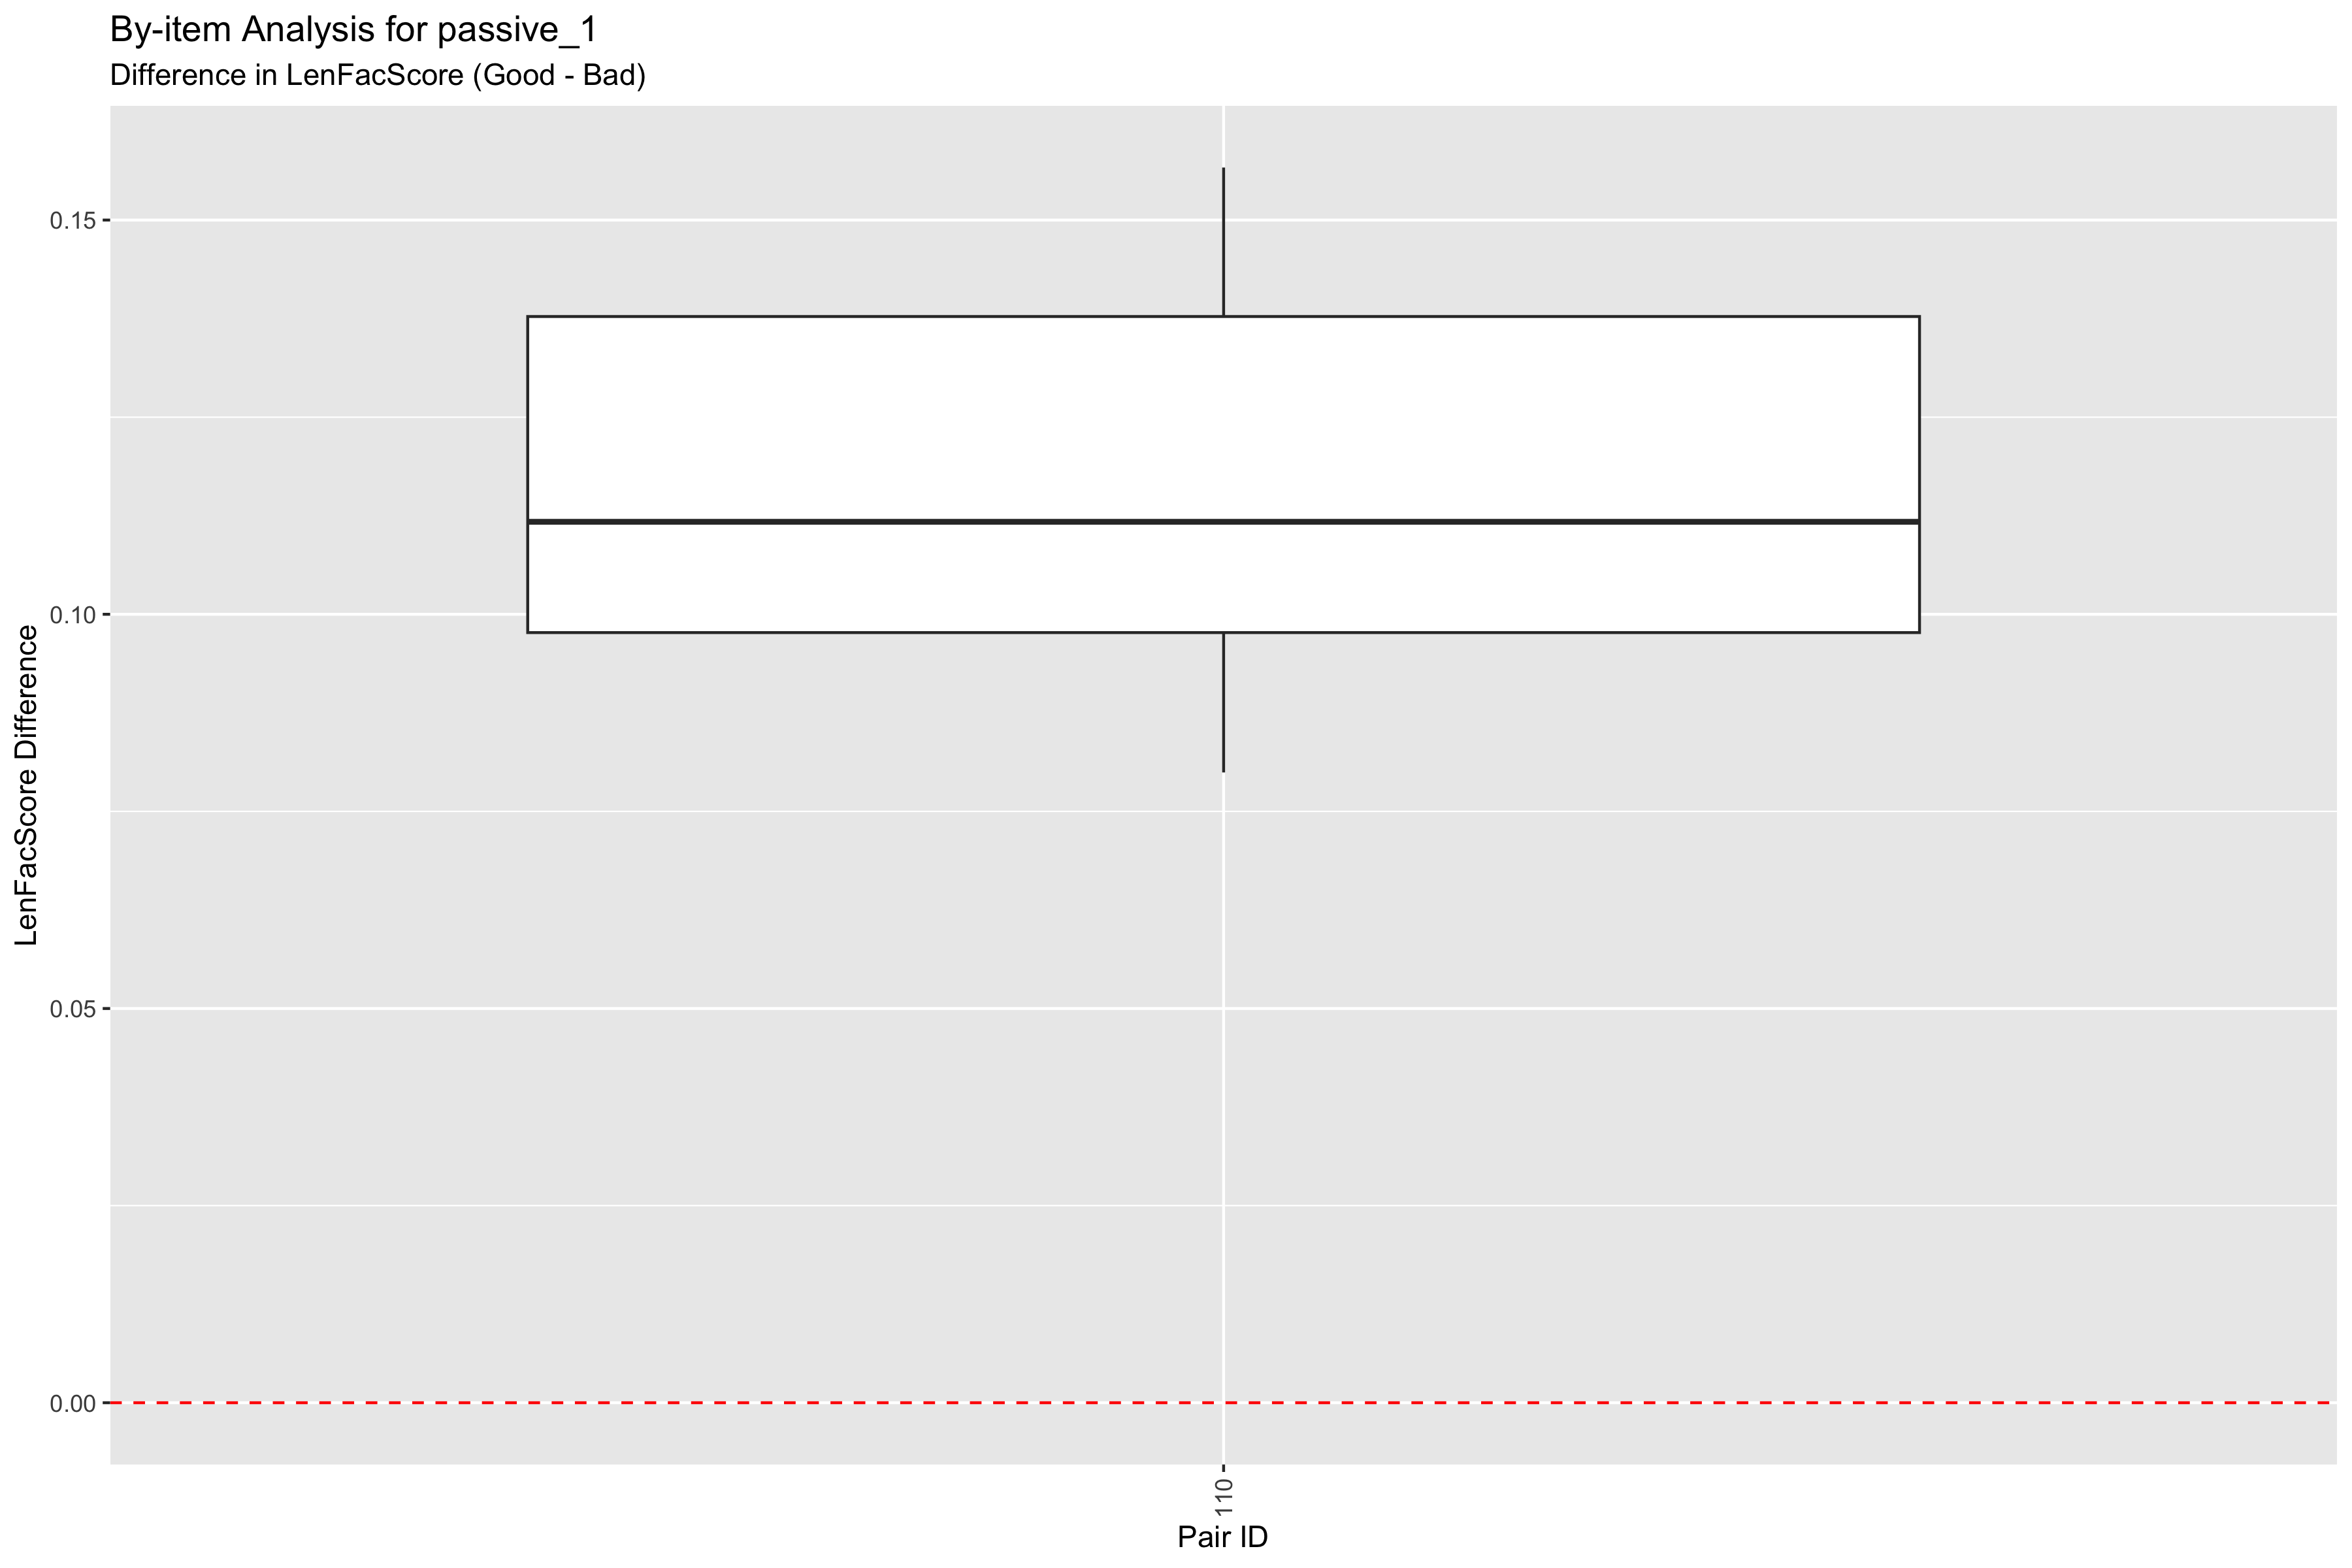 By-item Analysis for passive_1
Difference in LenFacScore (Good - Bad)
LenFacScore Difference
0.15
0.10
0.05
0.00
110
Pair ID